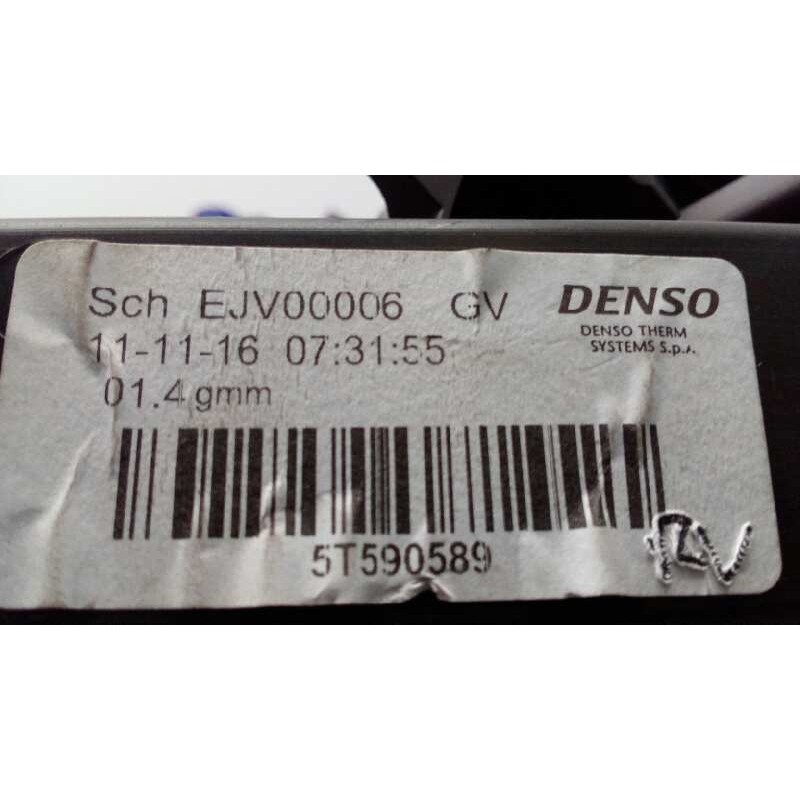 Sch EJV00006 GV DENSO
11-11-16 07:31:55 DENSO THERM
SYSTEMS S.p.A.
01.4 gmm
5T590589